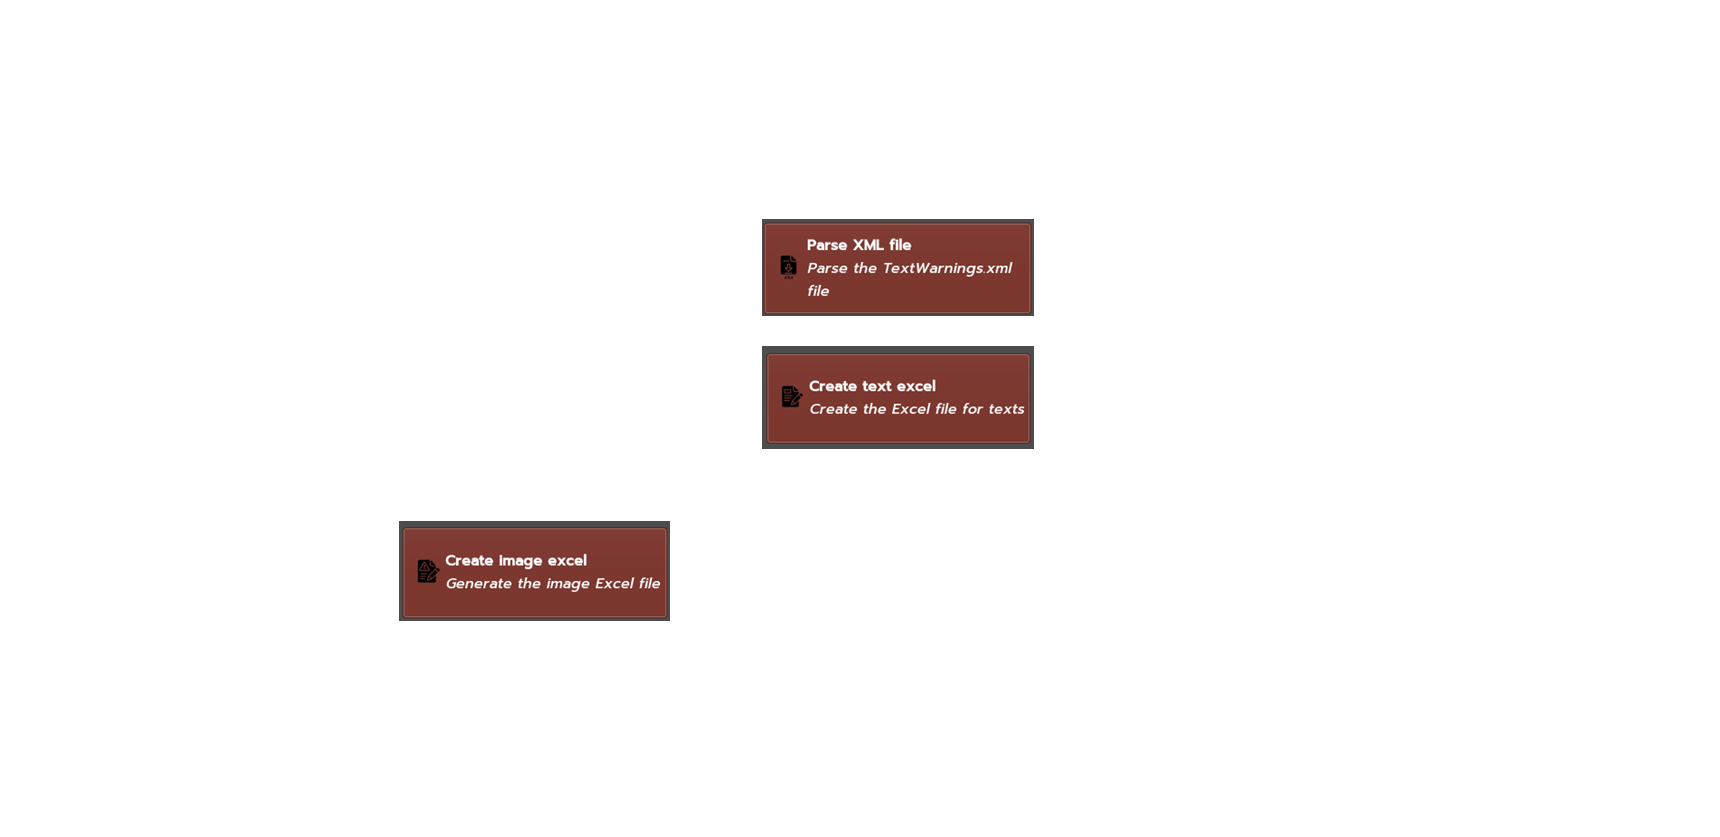 Parse XML file
Parse the TextWarnings.xml
file
Create text excel
Create the Excel file for texts
Create image excel
Generate the image Excel file